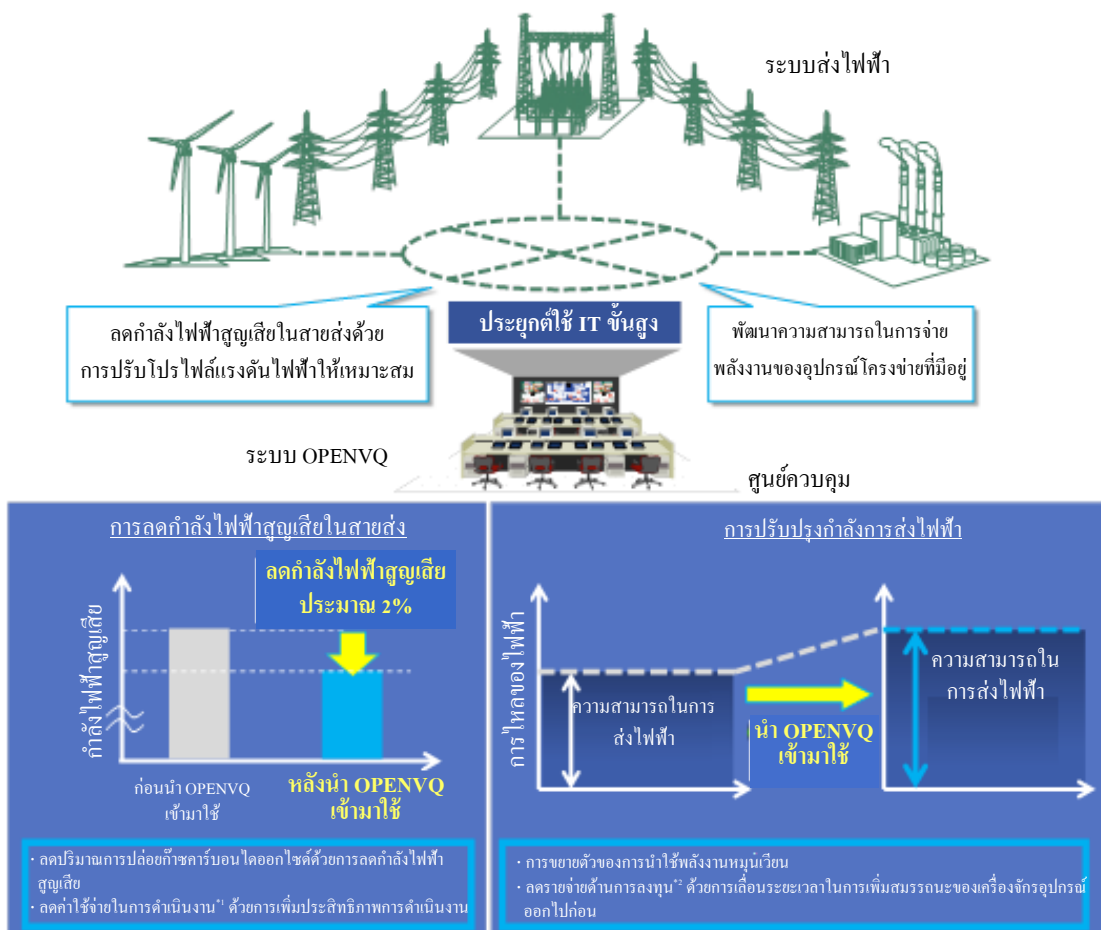 ระบบส่งไฟฟ้า
ลดกำลังไฟฟ้าสูญเสียในสายส่งด้วย
การปรับโปรไฟล์แรงดันไฟฟ้าให้เหมาะสม
ประยุกต์ใช้ IT ขั้นสูง
พัฒนาความสามารถในการจ่าย
พลังงานของอุปกรณ์โครงข่ายที่มีอยู่
ระบบ OPENVQ
ศูนย์ควบคุม
การลดกำลังไฟฟ้าสูญเสียในสายส่ง
ลดกำลังไฟฟ้าสูญเสีย
ประมาณ 2%
กำลังไฟฟ้าสูญเสีย
ก่อนนำ OPENVQ
เข้ามาใช้
หลังนำ OPENVQ
เข้ามาใช้
· ลดปริมาณการปล่อยก๊าซคาร์บอนไดออกไซด์ด้วยการลดกำลังไฟฟ้า
สูญเสีย
· ลดค่าใช้จ่ายในการดำเนินงาน*1 ด้วยการเพิ่มประสิทธิภาพการดำเนินงาน
การปรับปรุงกำลังการส่งไฟฟ้า
การไหลของไฟฟ้า
ความสามารถในการ
ส่งไฟฟ้า
นำ OPENVQ
เข้ามาใช้
ความสามารถใน
การส่งไฟฟ้า
· การขยายตัวของการนำใช้พลังงานหมุนเวียน
· ลดรายจ่ายด้านการลงทุน*2 ด้วยการเลื่อนระยะเวลาในการเพิ่มสมรรถนะของเครื่องจักรอุปกรณ์
ออกไปก่อน